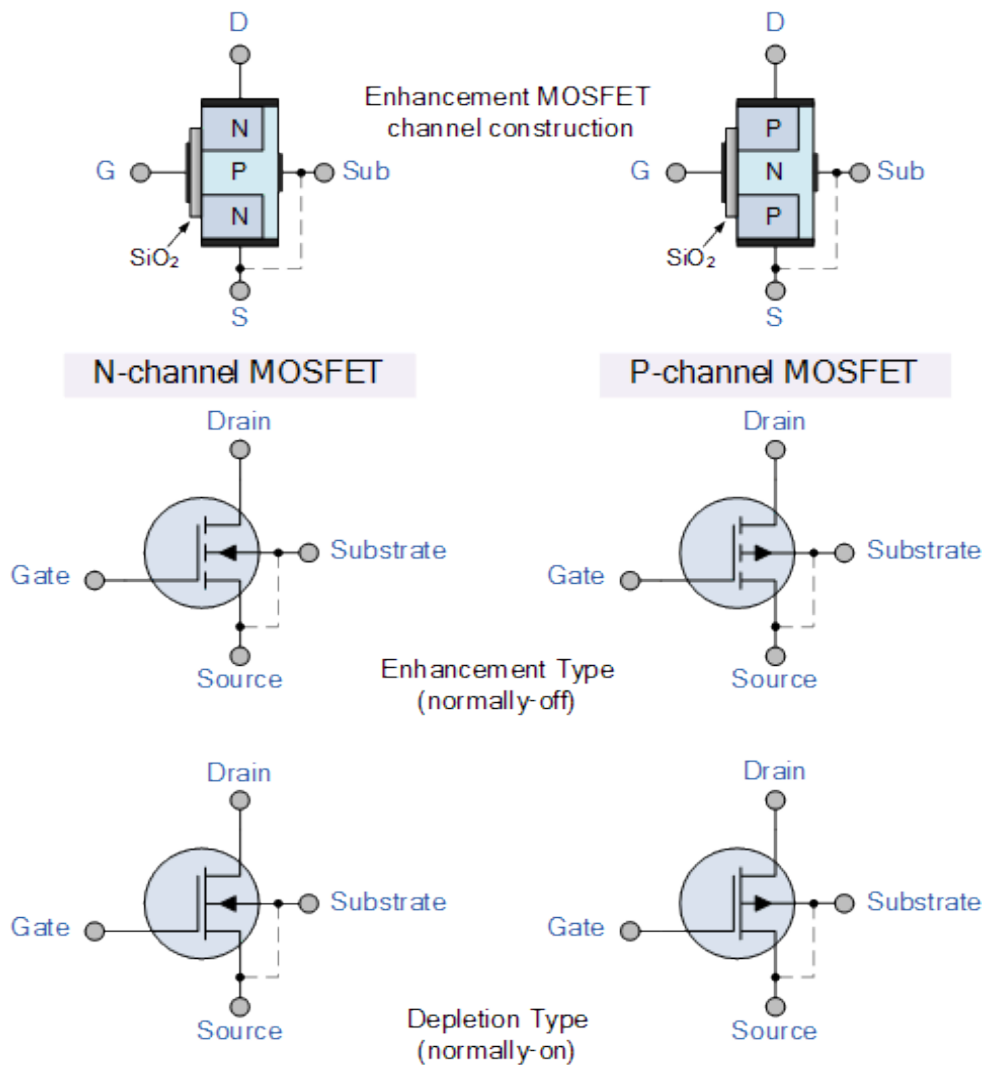 D
D
Enhancement MOSFET
channel construction
N
P
G
P
Sub
G
N
Sub
N
P
SiO₂
SiO₂
S
S
N-channel MOSFET
P-channel MOSFET
Drain
Drain
Substrate
Substrate
Gate
Gate
Source
Source
Enhancement Type
(normally-off)
Drain
Drain
Substrate
Substrate
Gate
Gate
Source
Source
Depletion Type
(normally-on)